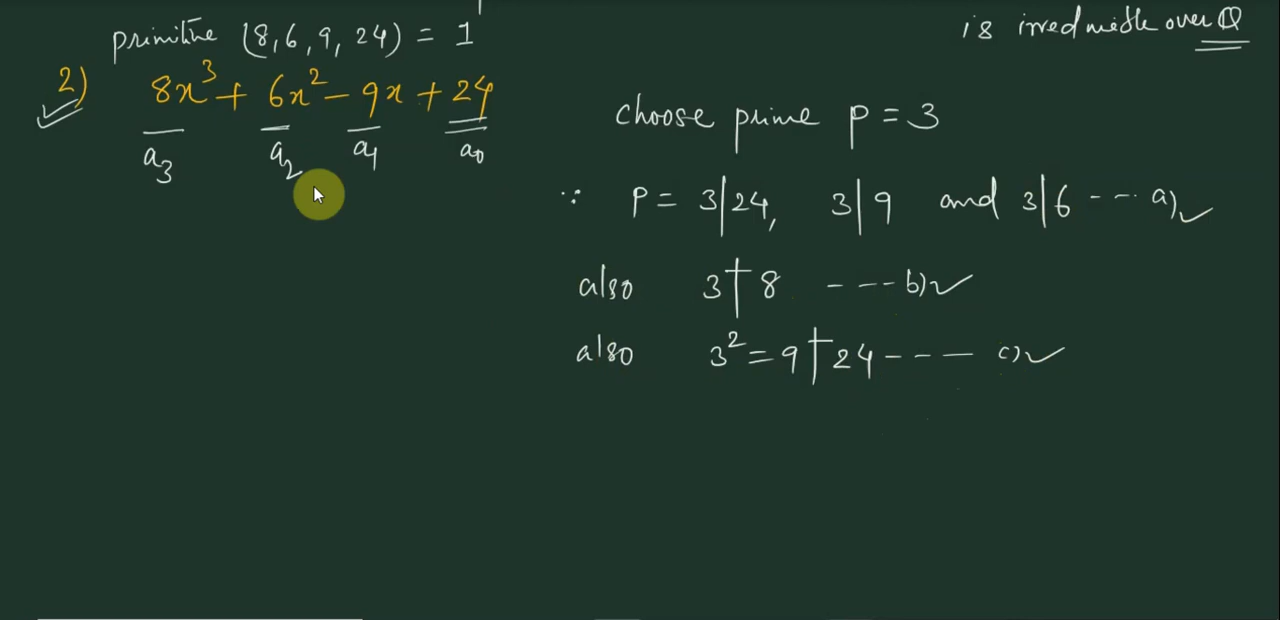 primitive (8, 6, 9, 24) = 1
2) 8x³ + 6x² − 9x + 24
a₃ a₂ a₁ a₀
is irreducible over ℚ
choose prime p = 3
∵ p = 3|24, 3|9 and 3|6 --- a) ✓
also 3†8 ---- b) ✓
also 3² = 9†24 ---- c) ✓